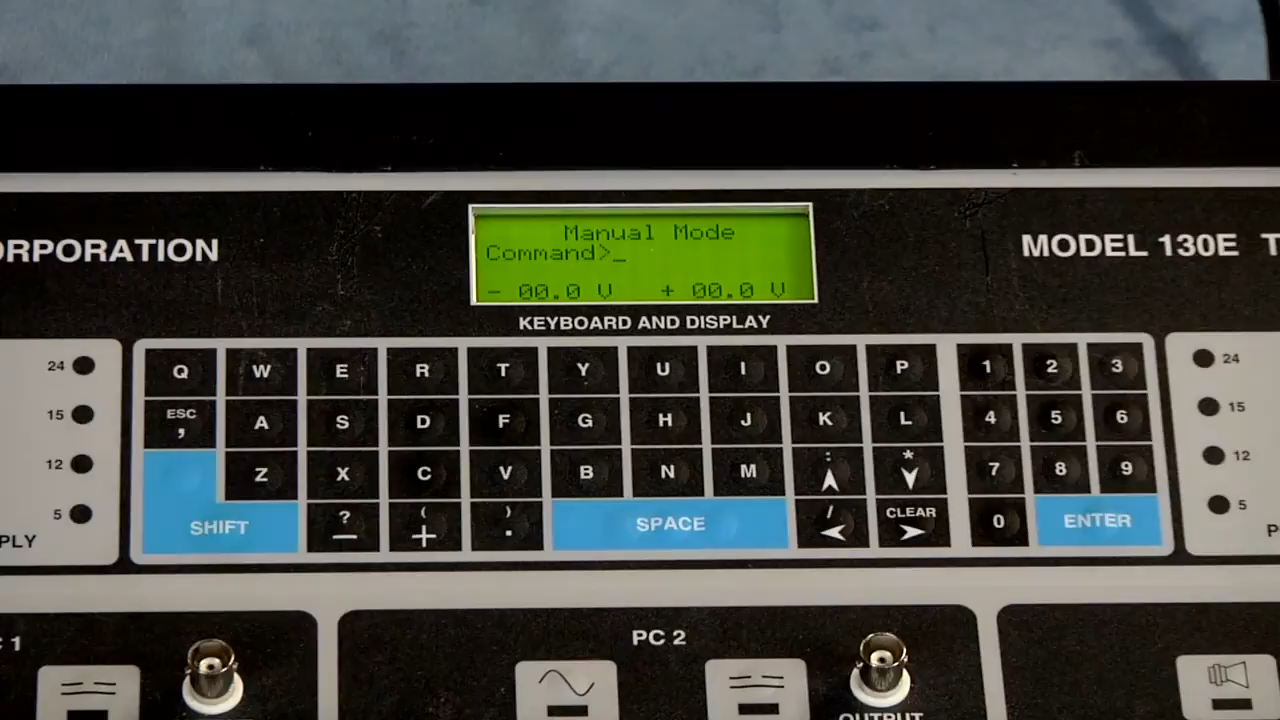 ORPORATION
MODEL 130E T
Manual Mode
Command>_
- 00.0 V + 00.0 V
KEYBOARD AND DISPLAY
24
15
12
5
PLY
Q W E R T Y U I O P 1 2 3
ESC , A S D F G H J K L 4 5 6
Z X C V B N M : * 7 8 9
SHIFT ? _ ( + ) . SPACE / CLEAR 0 ENTER
24
15
12
5
P
C 1
PC 2
OUTPUT